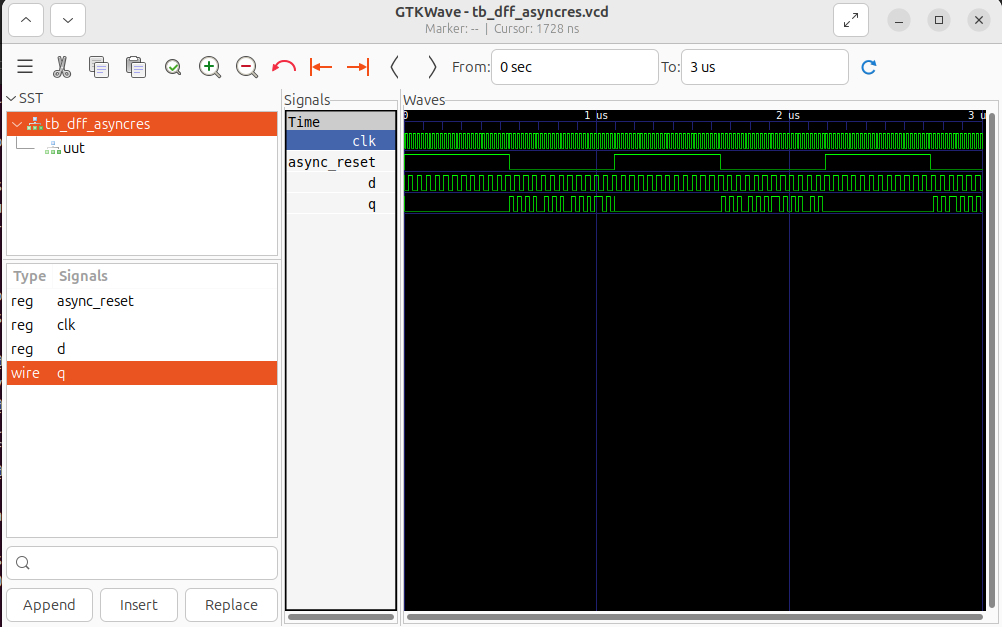 GTKWave - tb_dff_asyncres.vcd
Marker: -- | Cursor: 1728 ns
From: 0 sec To: 3 us
SST
tb_dff_asyncres
uut
Type Signals
reg async_reset
reg clk
reg d
wire q
Append Insert Replace
Signals
Time
clk
async_reset
d
q
Waves
0 1 us 2 us 3 u